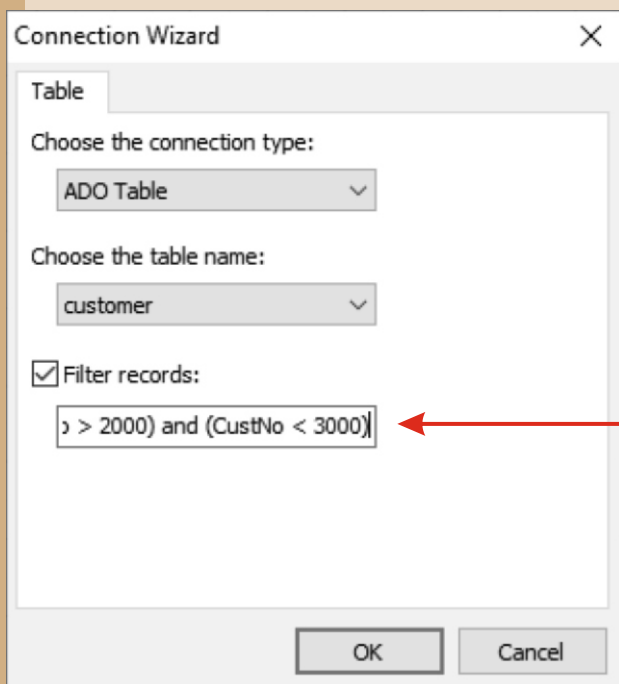 Connection Wizard
Table
Choose the connection type:
ADO Table
Choose the table name:
customer
Filter records:
> 2000) and (CustNo < 3000)
OK
Cancel